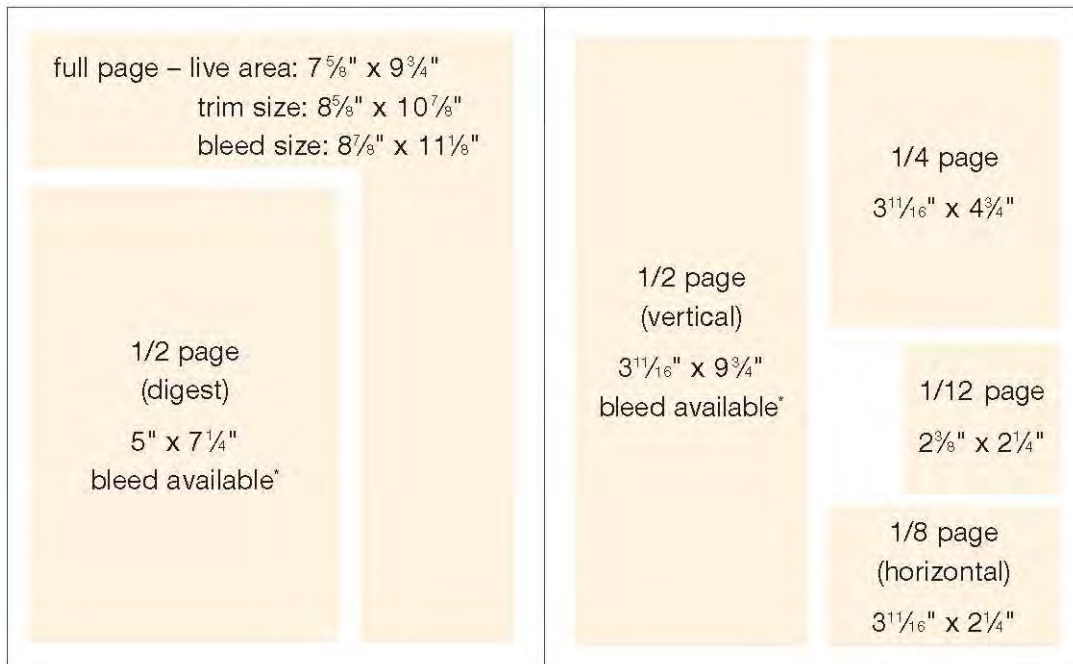 full page – live area: 7⅝" x 9¾"
trim size: 8⅝" x 10⅞"
bleed size: 8⅞" x 11⅛"
1/2 page
(digest)
5" x 7¼"
bleed available*
1/2 page
(vertical)
3¹¹⁄₁₆" x 9¾"
bleed available*
1/4 page
3¹¹⁄₁₆" x 4¾"
1/12 page
2⅜" x 2¼"
1/8 page
(horizontal)
3¹¹⁄₁₆" x 2¼"